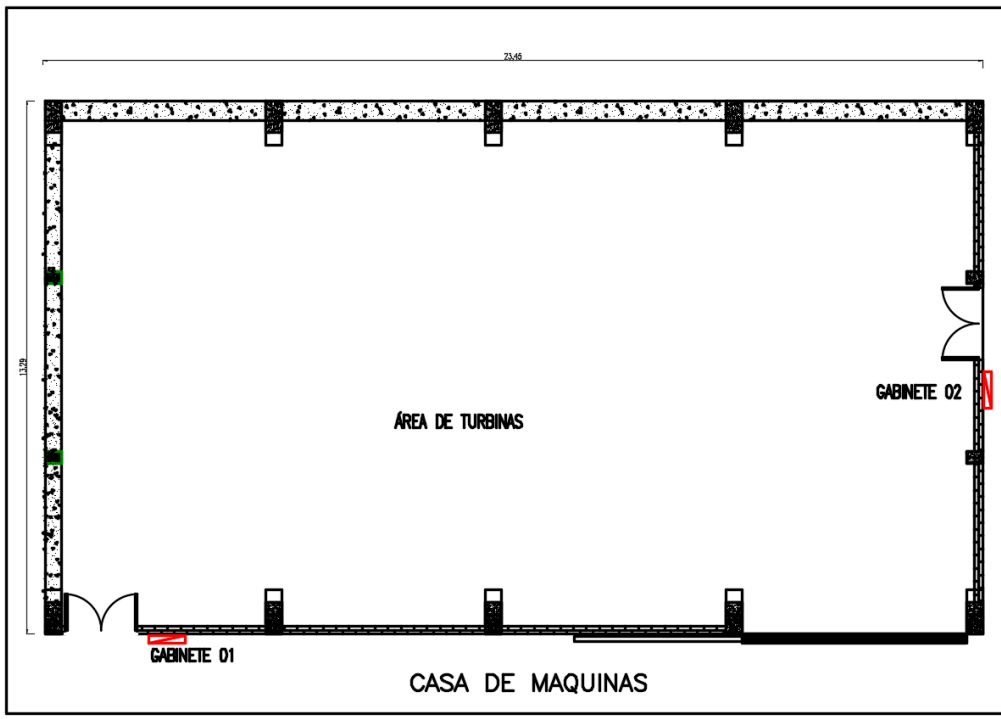 23,46
13,29
GABINETE 02
ÁREA DE TURBINAS
GABINETE 01
CASA DE MAQUINAS